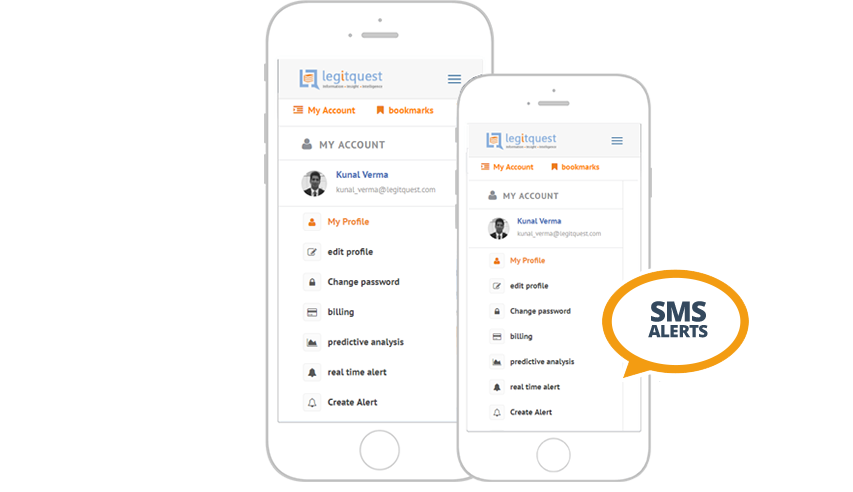 legitquest
Information • Insight • Intelligence
My Account bookmarks
MY ACCOUNT
Kunal Verma
kunal_verma@legitquest.com
My Profile
edit profile
Change password
billing
predictive analysis
real time alert
Create Alert
legitquest
Information • Insight • Intelligence
My Account bookmarks
MY ACCOUNT
Kunal Verma
kunal_verma@legitquest.com
My Profile
edit profile
Change password
billing
predictive analysis
real time alert
Create Alert
SMS
ALERTS